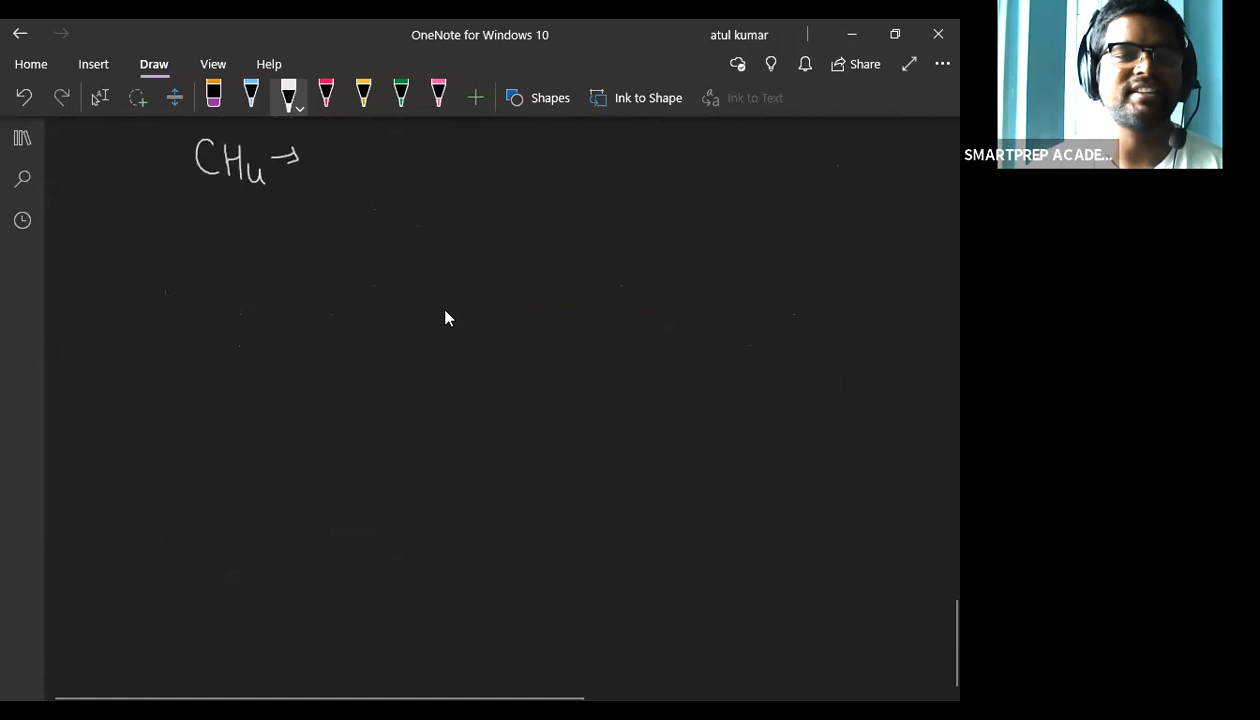 OneNote for Windows 10
atul kumar
Home Insert Draw View Help
Share
Shapes Ink to Shape Ink to Text
CH4 →
SMARTPREP ACADE...